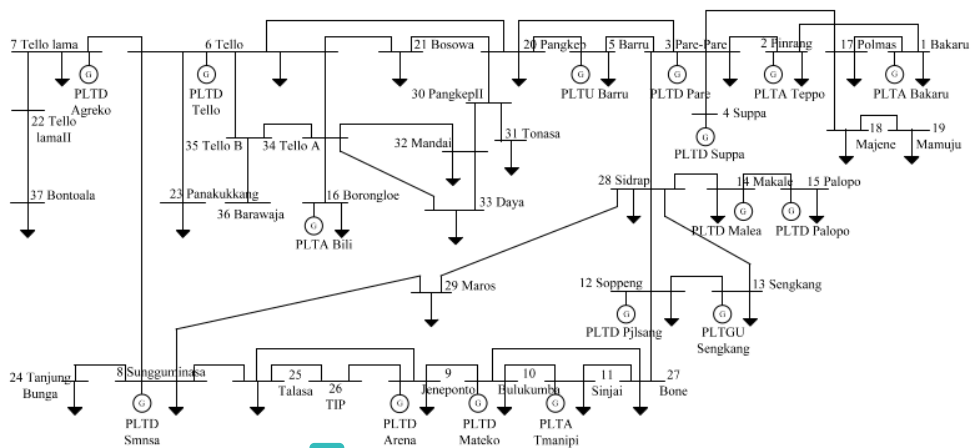 7 Tello lama
6 Tello
21 Bosowa
20 Pangkep
5 Barru
3 Pare-Pare
2 Pinrang
17 Polmas
1 Bakaru
G
PLTD
Agreko
G
PLTD
Tello
G
PLTU Barru
G
PLTD Pare
G
PLTA Teppo
G
PLTA Bakaru
30 PangkepII
4 Suppa
22 Tello
lamaII
35 Tello B
34 Tello A
32 Mandai
31 Tonasa
G
PLTD Suppa
18
Majene
19
Mamuju
37 Bontoala
23 Panakukkang
36 Barawaja
16 Borongloe
G
PLTA Bili
33 Daya
28 Sidrap
14 Makale
15 Palopo
G
PLTD Malea
G
PLTD Palopo
29 Maros
12 Soppeng
13 Sengkang
G
PLTD Pjlsang
G
PLTGU
Sengkang
24 Tanjung
Bunga
8 Sungguminasa
25
Talasa
26
TIP
9
Jeneponto
10
Bulukumba
11
Sinjai
27
Bone
G
PLTD
Smnsa
G
PLTD
Arena
G
PLTD
Mateko
G
PLTA
Tmanipi